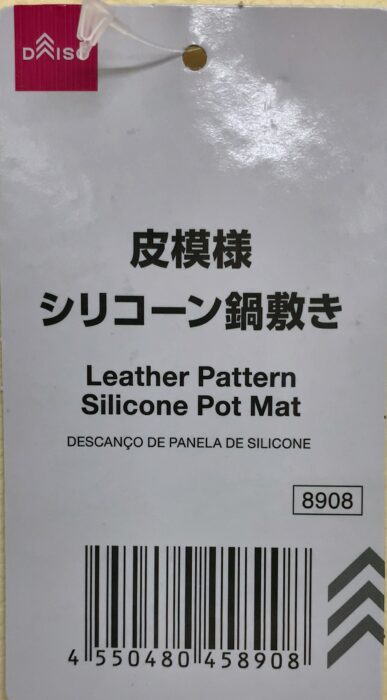 DAISO
皮模様
シリコーン鍋敷き
Leather Pattern
Silicone Pot Mat
DESCANÇO DE PANELA DE SILICONE
8908
4 550480 458908